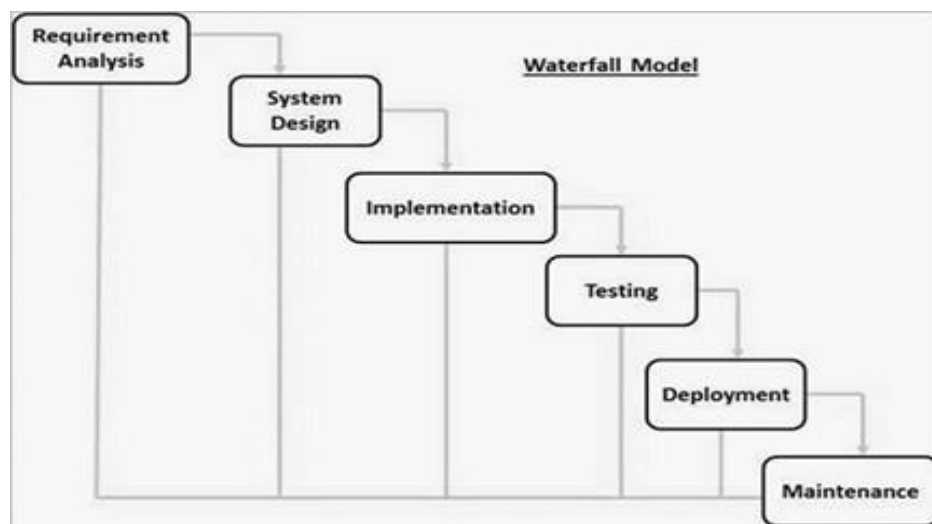 Requirement
Analysis
Waterfall Model
System
Design
Implementation
Testing
Deployment
Maintenance